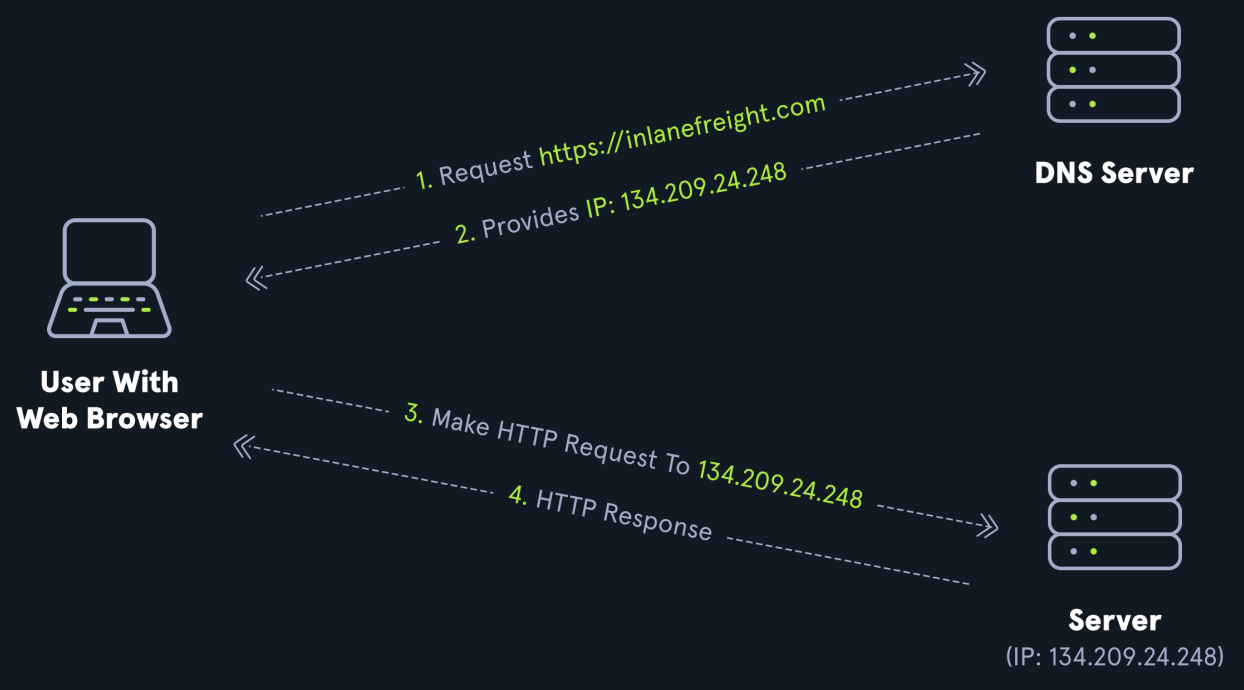 1. Request https://inlanefreight.com
2. Provides IP: 134.209.24.248
DNS Server
User With
Web Browser
3. Make HTTP Request To 134.209.24.248
4. HTTP Response
Server
(IP: 134.209.24.248)